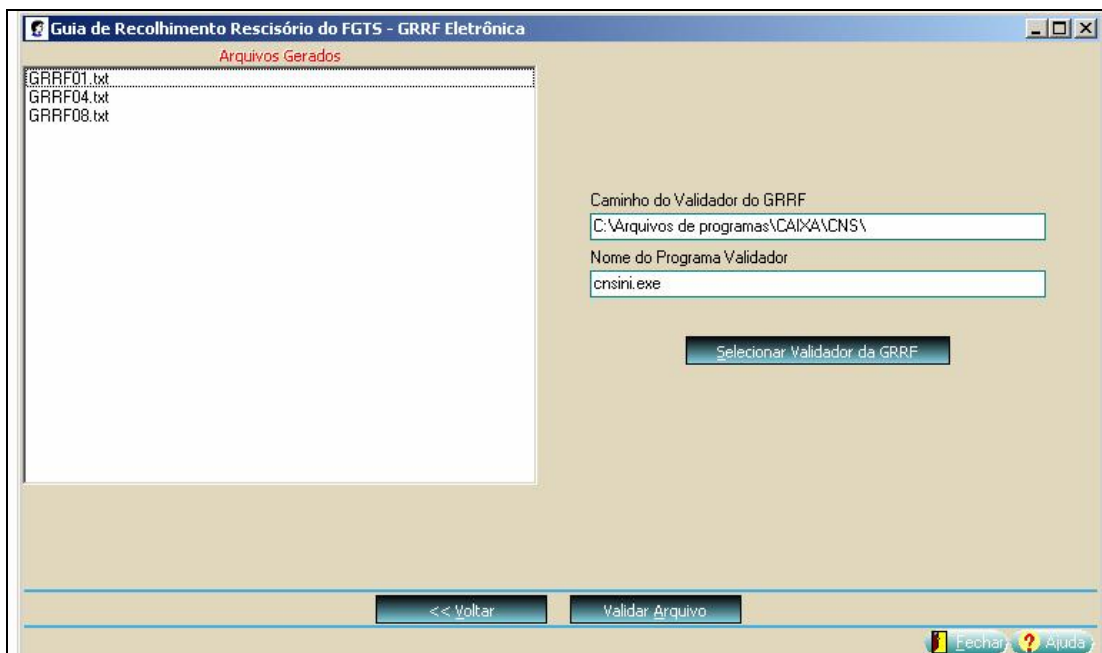 Guia de Recolhimento Rescisório do FGTS - GRRF Eletrônica
Arquivos Gerados
GRRF01.txt
GRRF04.txt
GRRF08.txt
Caminho do Validador do GRRF
C:\Arquivos de programas\CAIXA\CNS\
Nome do Programa Validador
cnsini.exe
Selecionar Validador da GRRF
<< Voltar
Validar Arquivo
Fechar
Ajuda